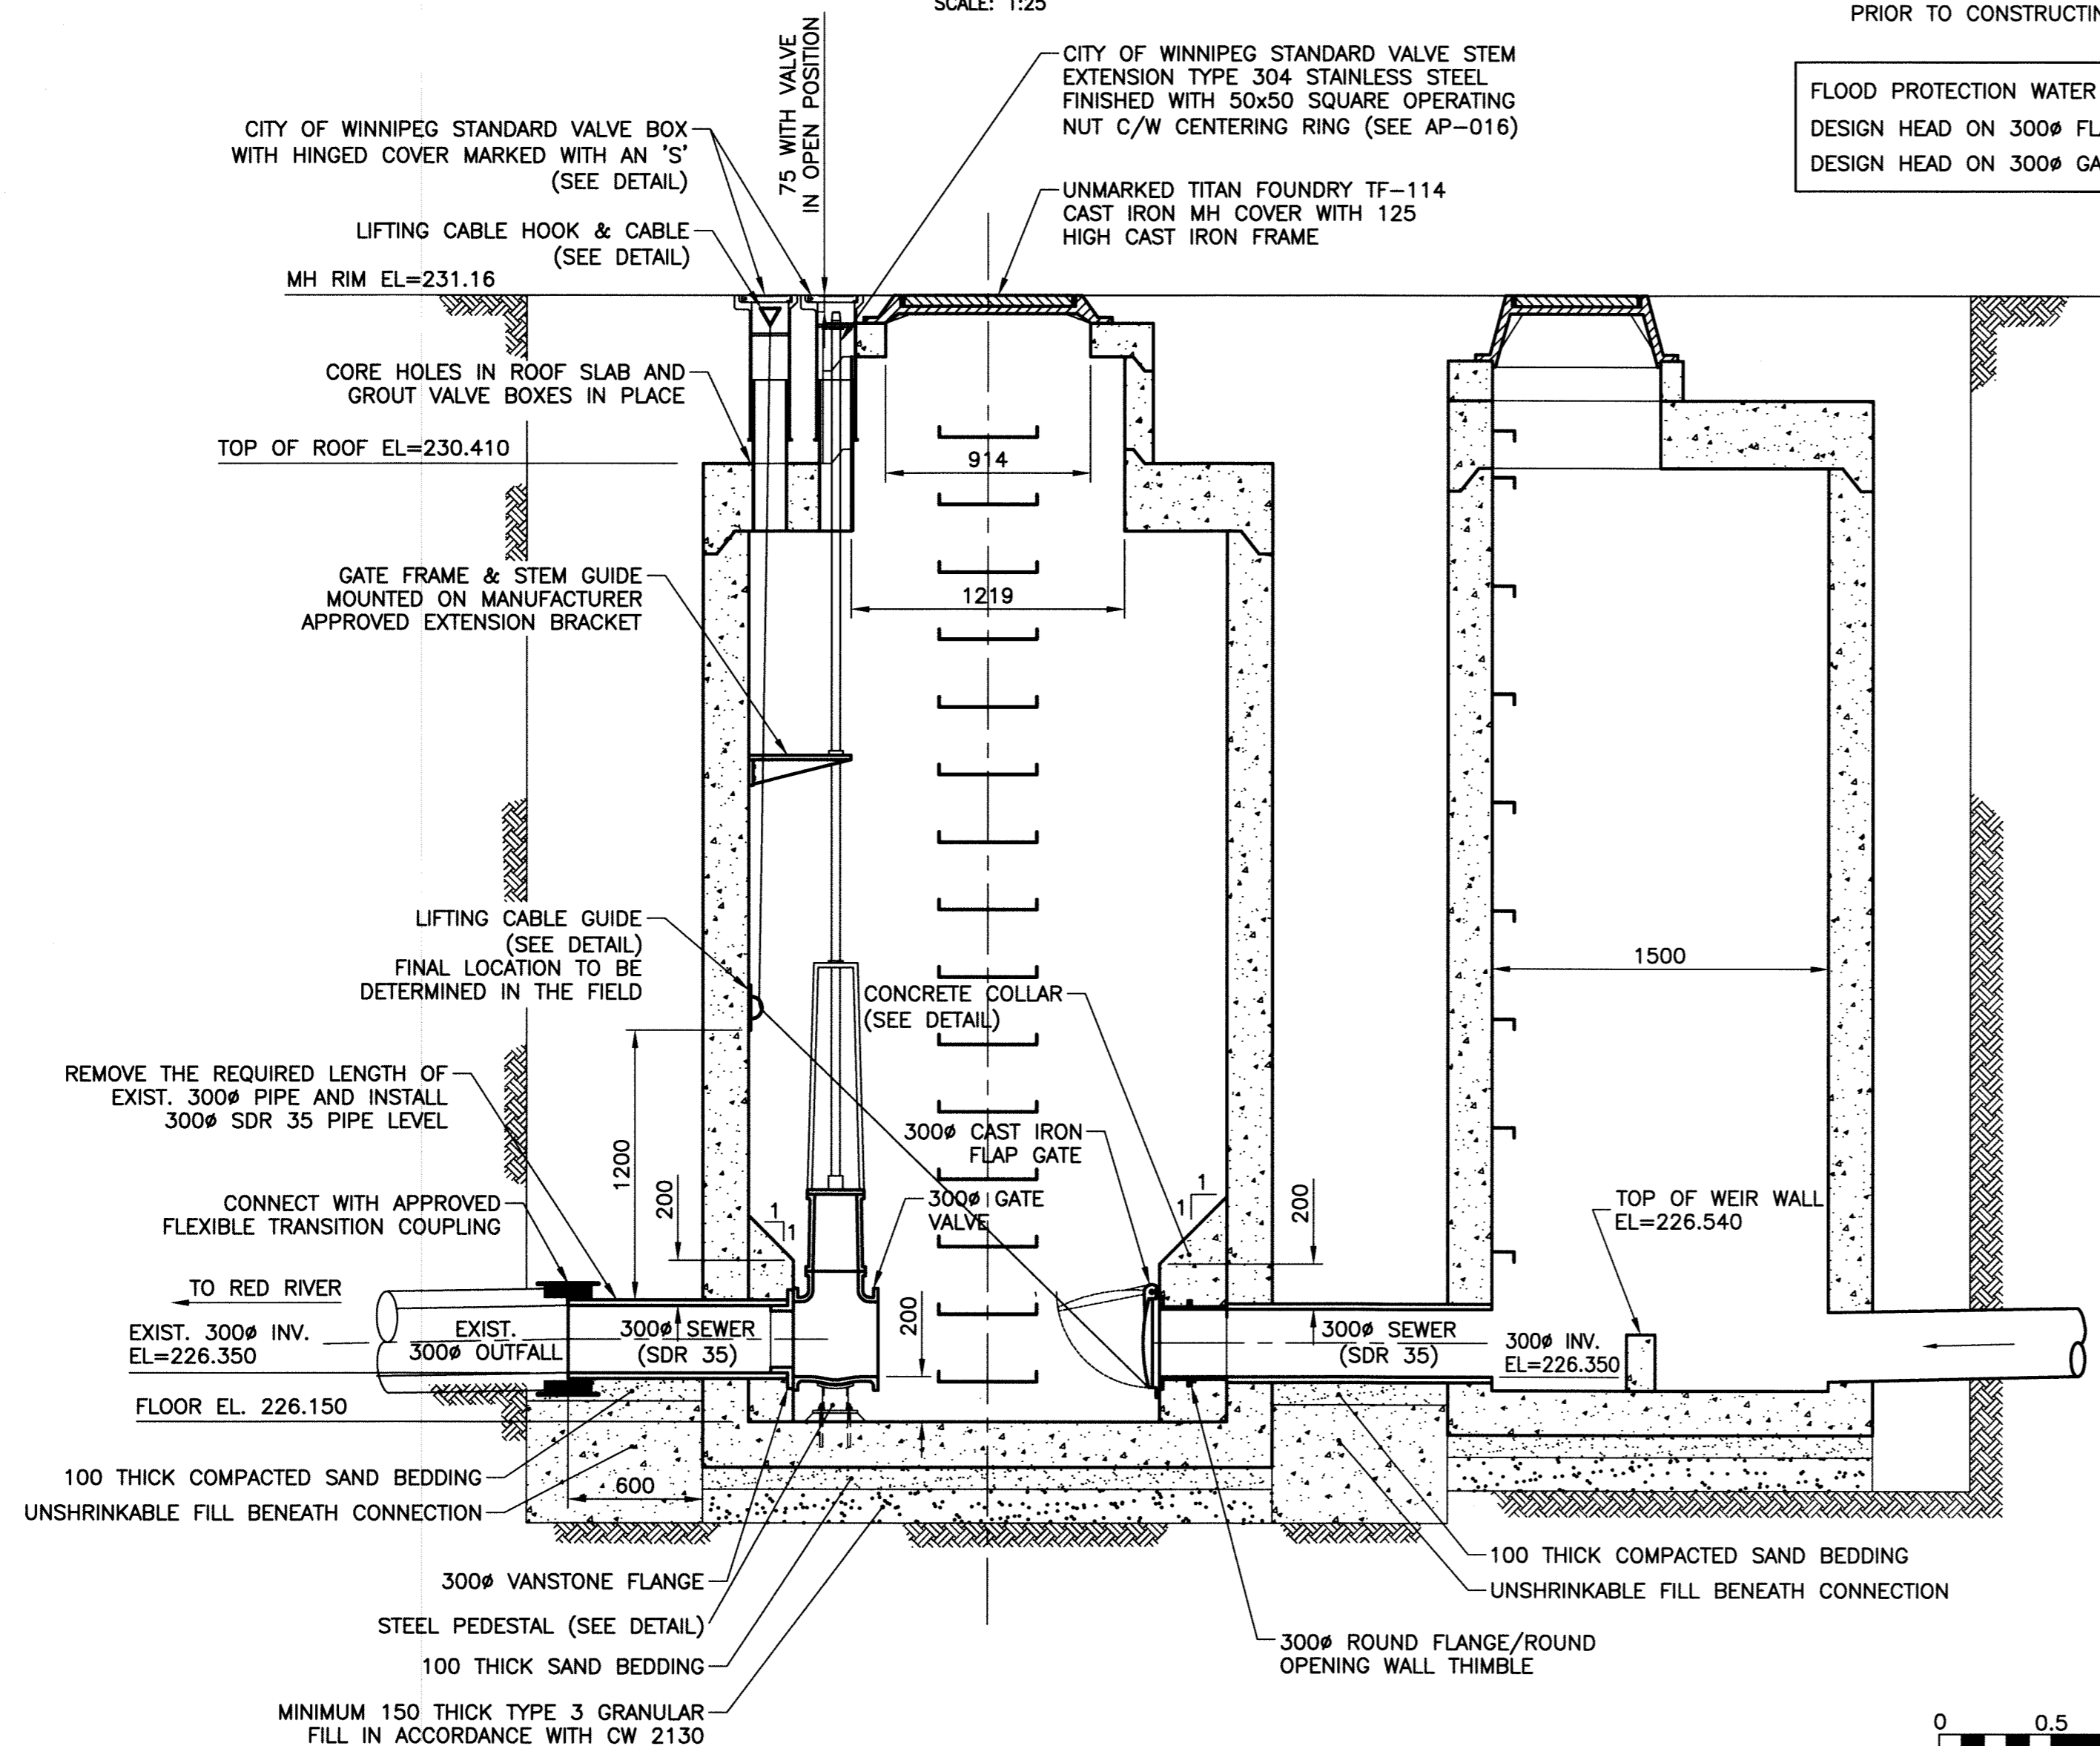 SCALE: 1:25
PRIOR TO CONSTRUCTIN
FLOOD PROTECTION WATER
DESIGN HEAD ON 300ø FLA
DESIGN HEAD ON 300ø GA
75 WITH VALVE
IN OPEN POSITION
CITY OF WINNIPEG STANDARD VALVE STEM
EXTENSION TYPE 304 STAINLESS STEEL
FINISHED WITH 50x50 SQUARE OPERATING
NUT C/W CENTERING RING (SEE AP-016)
CITY OF WINNIPEG STANDARD VALVE BOX
WITH HINGED COVER MARKED WITH AN 'S'
(SEE DETAIL)
UNMARKED TITAN FOUNDRY TF-114
CAST IRON MH COVER WITH 125
HIGH CAST IRON FRAME
LIFTING CABLE HOOK & CABLE
(SEE DETAIL)
MH RIM EL=231.16
CORE HOLES IN ROOF SLAB AND
GROUT VALVE BOXES IN PLACE
TOP OF ROOF EL=230.410
914
GATE FRAME & STEM GUIDE
MOUNTED ON MANUFACTURER
APPROVED EXTENSION BRACKET
1219
LIFTING CABLE GUIDE
(SEE DETAIL)
FINAL LOCATION TO BE
DETERMINED IN THE FIELD
1500
CONCRETE COLLAR
(SEE DETAIL)
REMOVE THE REQUIRED LENGTH OF
EXIST. 300ø PIPE AND INSTALL
300ø SDR 35 PIPE LEVEL
1200
200
1
1
300ø CAST IRON
FLAP GATE
300ø GATE
VALVE
1
1
200
TOP OF WEIR WALL
EL=226.540
CONNECT WITH APPROVED
FLEXIBLE TRANSITION COUPLING
TO RED RIVER
EXIST. 300ø INV.
EL=226.350
EXIST.
300ø OUTFALL
300ø SEWER
(SDR 35)
200
300ø SEWER
(SDR 35)
300ø INV.
EL=226.350
FLOOR EL. 226.150
100 THICK COMPACTED SAND BEDDING
UNSHRINKABLE FILL BENEATH CONNECTION
600
300ø VANSTONE FLANGE
STEEL PEDESTAL (SEE DETAIL)
100 THICK SAND BEDDING
MINIMUM 150 THICK TYPE 3 GRANULAR
FILL IN ACCORDANCE WITH CW 2130
100 THICK COMPACTED SAND BEDDING
UNSHRINKABLE FILL BENEATH CONNECTION
300ø ROUND FLANGE/ROUND
OPENING WALL THIMBLE
0 0.5